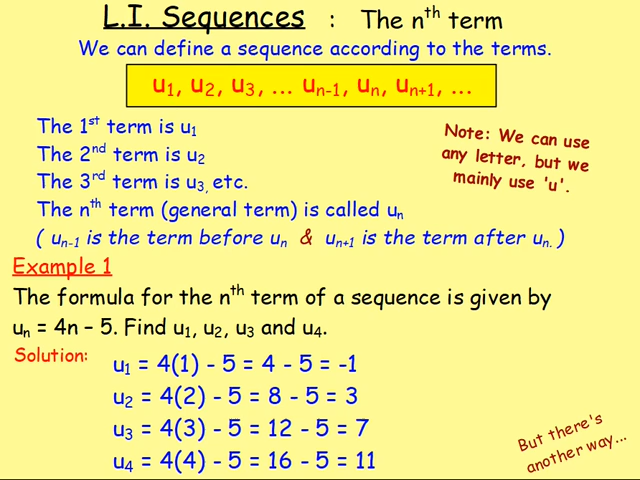 L.I. Sequences : The nth term
We can define a sequence according to the terms.
u1, u2, u3, ... un-1, un, un+1, ...
The 1st term is u1
The 2nd term is u2
The 3rd term is u3, etc.
The nth term (general term) is called un
( un-1 is the term before un & un+1 is the term after un. )
Note: We can use
any letter, but we
mainly use 'u'.
Example 1
The formula for the nth term of a sequence is given by
un = 4n – 5. Find u1, u2, u3 and u4.
Solution:
u1 = 4(1) - 5 = 4 - 5 = -1
u2 = 4(2) - 5 = 8 - 5 = 3
u3 = 4(3) - 5 = 12 - 5 = 7
u4 = 4(4) - 5 = 16 - 5 = 11
But there's
another way...